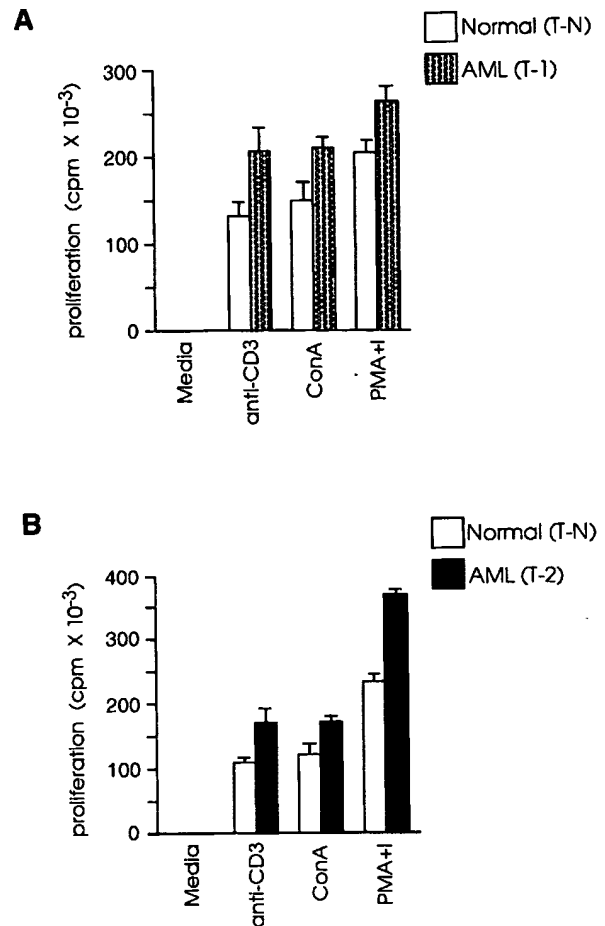 A
Normal (T-N)
AML (T-1)
proliferation (cpm X 10-3)
300
200
100
0
Media
anti-CD3
ConA
PMA+I
B
Normal (T-N)
AML (T-2)
proliferation (cpm X 10-3)
400
300
200
100
0
Media
anti-CD3
ConA
PMA+I